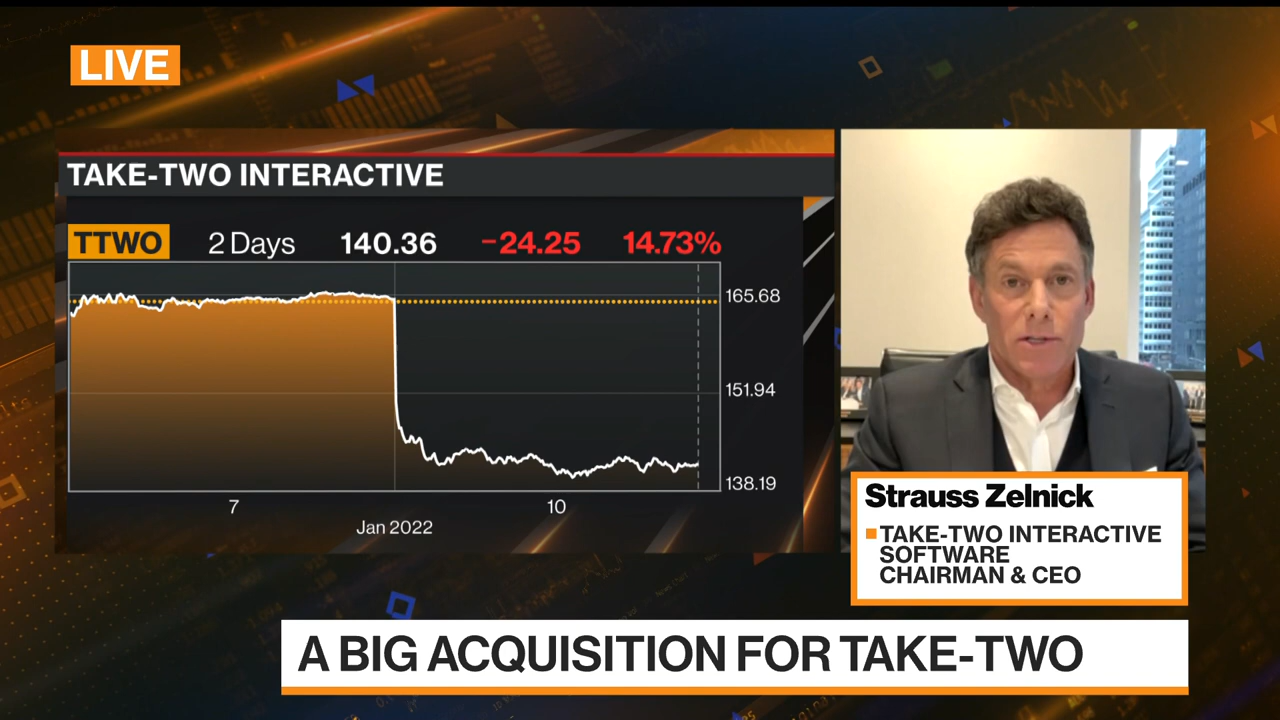 LIVE
TAKE-TWO INTERACTIVE
TTWO 2 Days 140.36 −24.25 14.73%
165.68
151.94
138.19
7 10
Jan 2022
Strauss Zelnick
TAKE-TWO INTERACTIVE
SOFTWARE
CHAIRMAN & CEO
A BIG ACQUISITION FOR TAKE-TWO